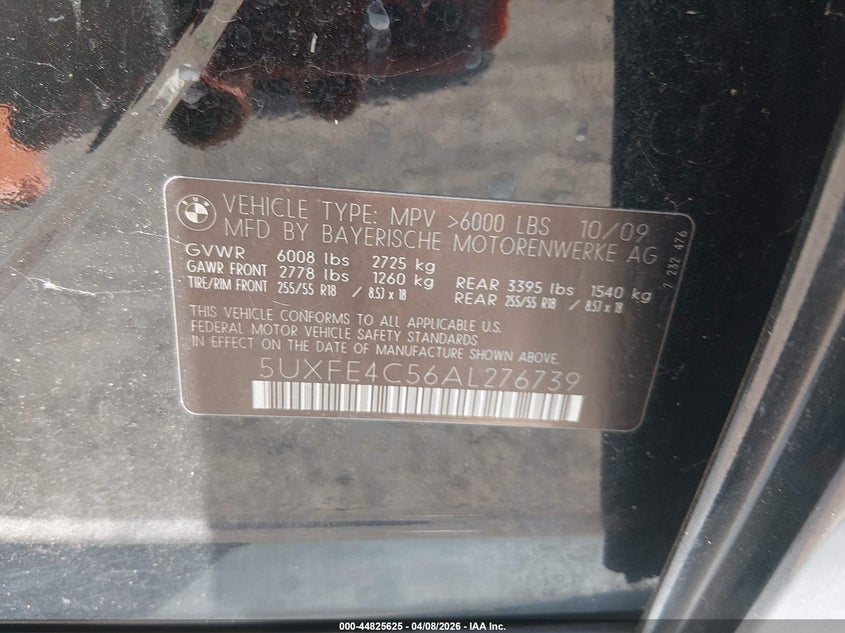 VEHICLE TYPE: MPV >6000 LBS 10/09
MFD BY BAYERISCHE MOTORENWERKE AG
GVWR 6008 lbs 2725 kg
GAWR FRONT 2778 lbs 1260 kg REAR 3395 lbs 1540 kg
TIRE/RIM FRONT 255/55 R18 / 8.5J x 18 REAR 255/55 R18 / 8.5J x 18
THIS VEHICLE CONFORMS TO ALL APPLICABLE U.S.
FEDERAL MOTOR VEHICLE SAFETY STANDARDS
IN EFFECT ON THE DATE OF MANUFACTURE SHOWN ABOVE.
5UXFE4C56AL276739
7 232 476
000-44825625 - 04/08/2026 - IAA Inc.